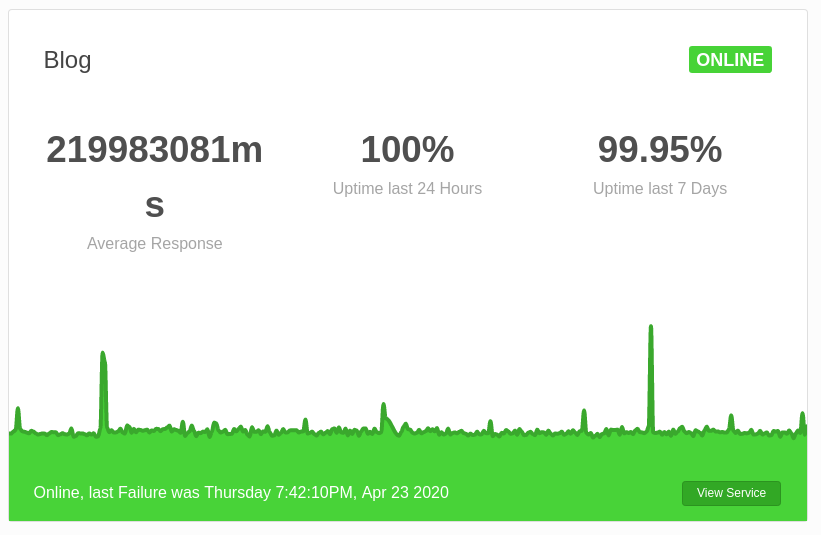 Blog
ONLINE
219983081m
s
Average Response
100%
Uptime last 24 Hours
99.95%
Uptime last 7 Days
Online, last Failure was Thursday 7:42:10PM, Apr 23 2020
View Service